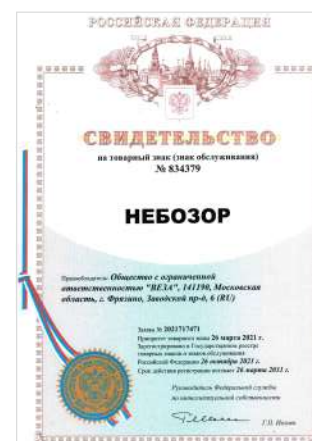 РОССИЙСКАЯ ФЕДЕРАЦИЯ
СВИДЕТЕЛЬСТВО
на товарный знак (знак обслуживания)
№ 834379
НЕБОЗОР
Правообладатель: Общество с ограниченной
ответственностью "ВЕЗА", 141190, Московская
область, г. Фрязино, Заводской пр-д, 6 (RU)
Заявка № 2021717471
Приоритет товарного знака 26 марта 2021 г.
Зарегистрировано в Государственном реестре
товарных знаков и знаков обслуживания
Российской Федерации 26 октября 2021 г.
Срок действия регистрации истекает 26 марта 2031 г.
Руководитель Федеральной службы
по интеллектуальной собственности
Г.П. Ивлиев